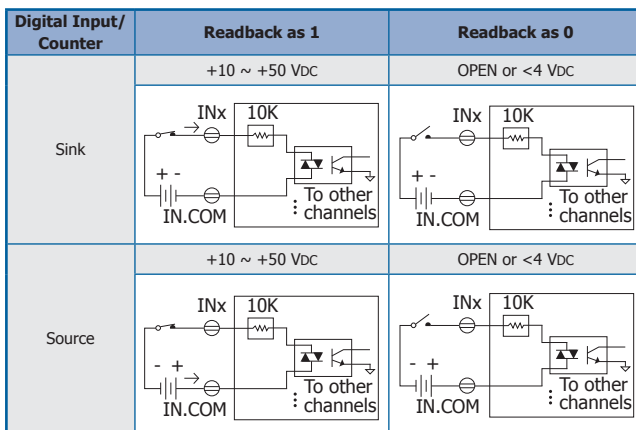 Digital Input/
Counter
Readback as 1
Readback as 0
Sink
+10 ~ +50 VDC
OPEN or <4 VDC
INx
10K
+ -
IN.COM
To other
channels
INx
10K
+ -
IN.COM
To other
channels
Source
+10 ~ +50 VDC
OPEN or <4 VDC
INx
10K
- +
IN.COM
To other
channels
INx
10K
- +
IN.COM
To other
channels